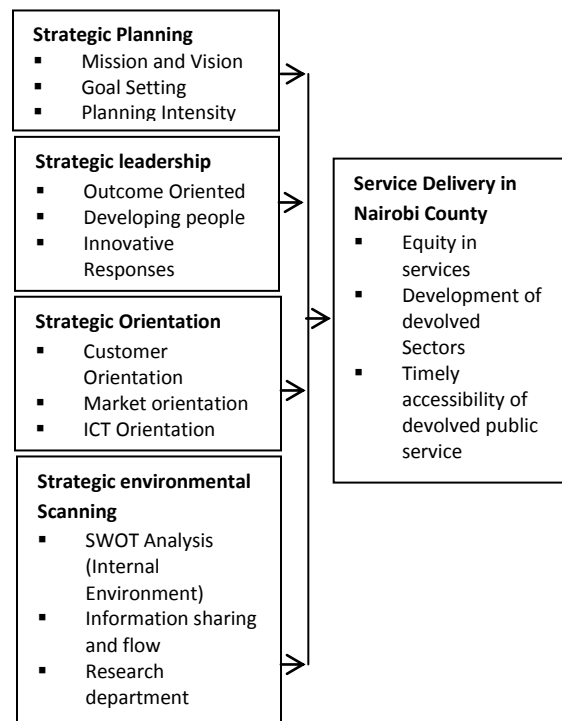 Strategic Planning
▪ Mission and Vision
▪ Goal Setting
▪ Planning Intensity
Strategic leadership
▪ Outcome Oriented
▪ Developing people
▪ Innovative
Responses
Strategic Orientation
▪ Customer
Orientation
▪ Market orientation
▪ ICT Orientation
Strategic environmental
Scanning
▪ SWOT Analysis
(Internal
Environment)
▪ Information sharing
and flow
▪ Research
department
Service Delivery in
Nairobi County
▪ Equity in
services
▪ Development of
devolved
Sectors
▪ Timely
accessibility of
devolved public
service